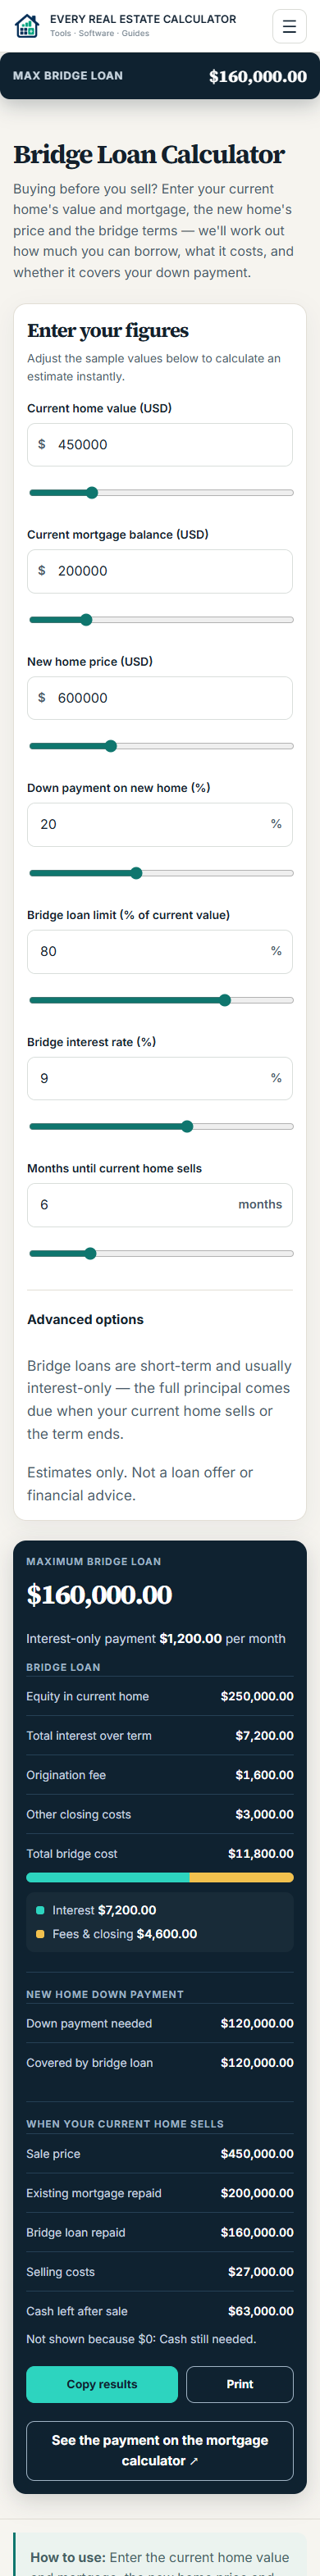 EVERY REAL ESTATE CALCULATOR
Tools · Software · Guides
MAX BRIDGE LOAN $160,000.00
Bridge Loan Calculator
Buying before you sell? Enter your current
home's value and mortgage, the new home's
price and the bridge terms — we'll work out
how much you can borrow, what it costs, and
whether it covers your down payment.
Enter your figures
Adjust the sample values below to calculate an
estimate instantly.
Current home value (USD)
$ 450000
Current mortgage balance (USD)
$ 200000
New home price (USD)
$ 600000
Down payment on new home (%)
20 %
Bridge loan limit (% of current value)
80 %
Bridge interest rate (%)
9 %
Months until current home sells
6 months
Advanced options
Bridge loans are short-term and usually
interest-only — the full principal comes
due when your current home sells or
the term ends.
Estimates only. Not a loan offer or
financial advice.
MAXIMUM BRIDGE LOAN
$160,000.00
Interest-only payment $1,200.00 per month
BRIDGE LOAN
Equity in current home $250,000.00
Total interest over term $7,200.00
Origination fee $1,600.00
Other closing costs $3,000.00
Total bridge cost $11,800.00
Interest $7,200.00
Fees & closing $4,600.00
NEW HOME DOWN PAYMENT
Down payment needed $120,000.00
Covered by bridge loan $120,000.00
WHEN YOUR CURRENT HOME SELLS
Sale price $450,000.00
Existing mortgage repaid $200,000.00
Bridge loan repaid $160,000.00
Selling costs $27,000.00
Cash left after sale $63,000.00
Not shown because $0: Cash still needed.
Copy results Print
See the payment on the mortgage
calculator ↗
How to use: Enter the current home value